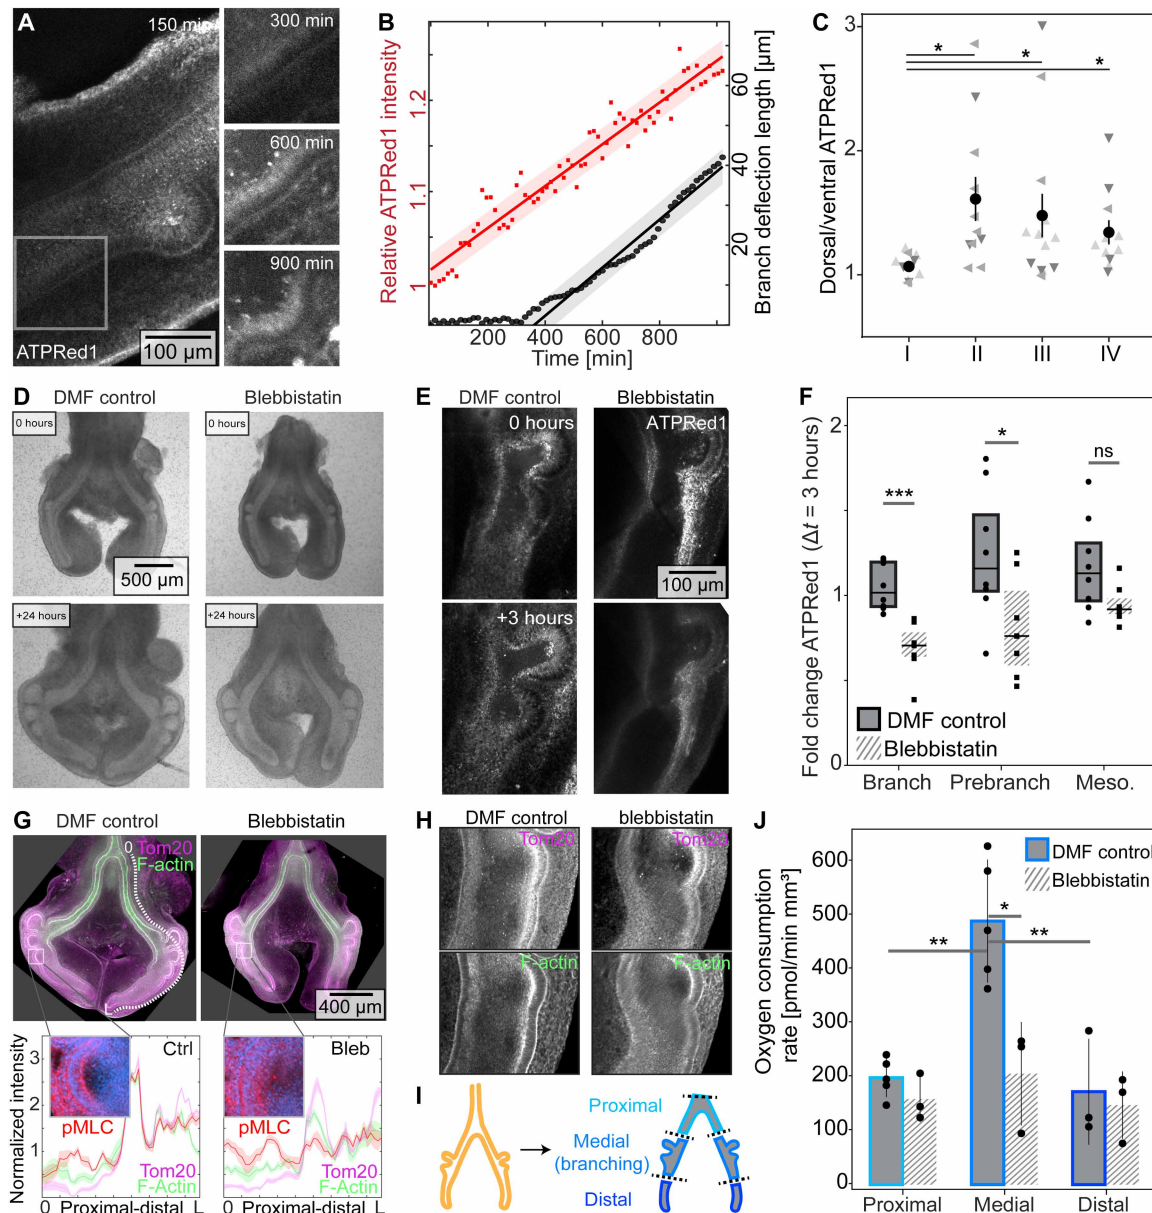 A
150 min
300 min
600 min
900 min
ATPRed1
100 µm
B
Relative ATPRed1 intensity
1
1.1
1.2
Branch deflection length [µm]
20
40
60
200
400
600
800
Time [min]
C
Dorsal/ventral ATPRed1
3
2
1
*
*
*
I
II
III
IV
D
DMF control
Blebbistatin
0 hours
0 hours
500 µm
+24 hours
+24 hours
E
DMF control
Blebbistatin
0 hours
ATPRed1
100 µm
+3 hours
F
Fold change ATPRed1 (Δt = 3 hours)
2
1
0
***
*
ns
DMF control
Blebbistatin
Branch
Prebranch
Meso.
G
DMF control
Blebbistatin
0
Tom20
F-actin
L
400 µm
Normalized intensity
3
2
1
Ctrl
Bleb
pMLC
pMLC
Tom20
F-Actin
Tom20
F-Actin
0
Proximal-distal
L
0
Proximal-distal
L
H
DMF control
blebbistatin
Tom20
Tom20
F-actin
F-actin
I
Proximal
Medial
(branching)
Distal
J
Oxygen consumption
rate [pmol/min mm³]
600
500
400
300
200
100
0
DMF control
Blebbistatin
*
**
**
Proximal
Medial
Distal